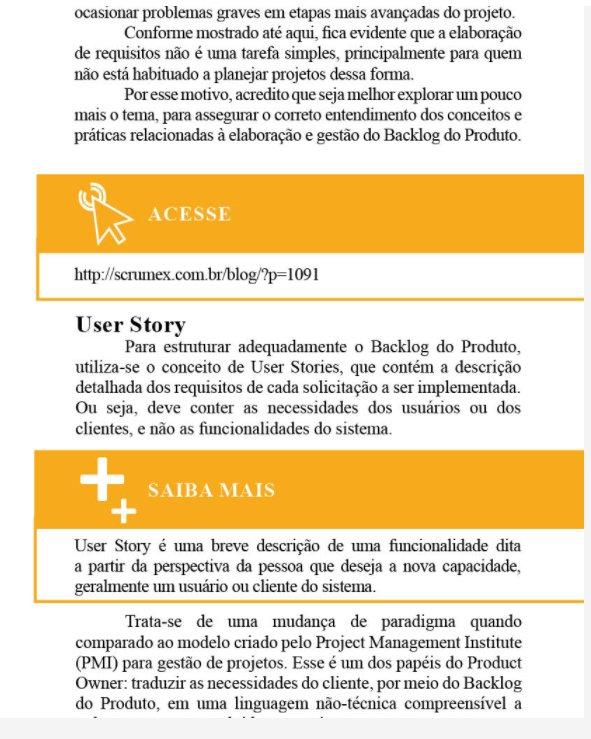 ocasionar problemas graves em etapas mais avançadas do projeto.
Conforme mostrado até aqui, fica evidente que a elaboração
de requisitos não é uma tarefa simples, principalmente para quem
não está habituado a planejar projetos dessa forma.
Por esse motivo, acredito que seja melhor explorar um pouco
mais o tema, para assegurar o correto entendimento dos conceitos e
práticas relacionadas à elaboração e gestão do Backlog do Produto.
ACESSE
http://scrumex.com.br/blog/?p=1091
User Story
Para estruturar adequadamente o Backlog do Produto,
utiliza-se o conceito de User Stories, que contém a descrição
detalhada dos requisitos de cada solicitação a ser implementada.
Ou seja, deve conter as necessidades dos usuários ou dos
clientes, e não as funcionalidades do sistema.
SAIBA MAIS
User Story é uma breve descrição de uma funcionalidade dita
a partir da perspectiva da pessoa que deseja a nova capacidade,
geralmente um usuário ou cliente do sistema.
Trata-se de uma mudança de paradigma quando
comparado ao modelo criado pelo Project Management Institute
(PMI) para gestão de projetos. Esse é um dos papéis do Product
Owner: traduzir as necessidades do cliente, por meio do Backlog
do Produto, em uma linguagem não-técnica compreensível a